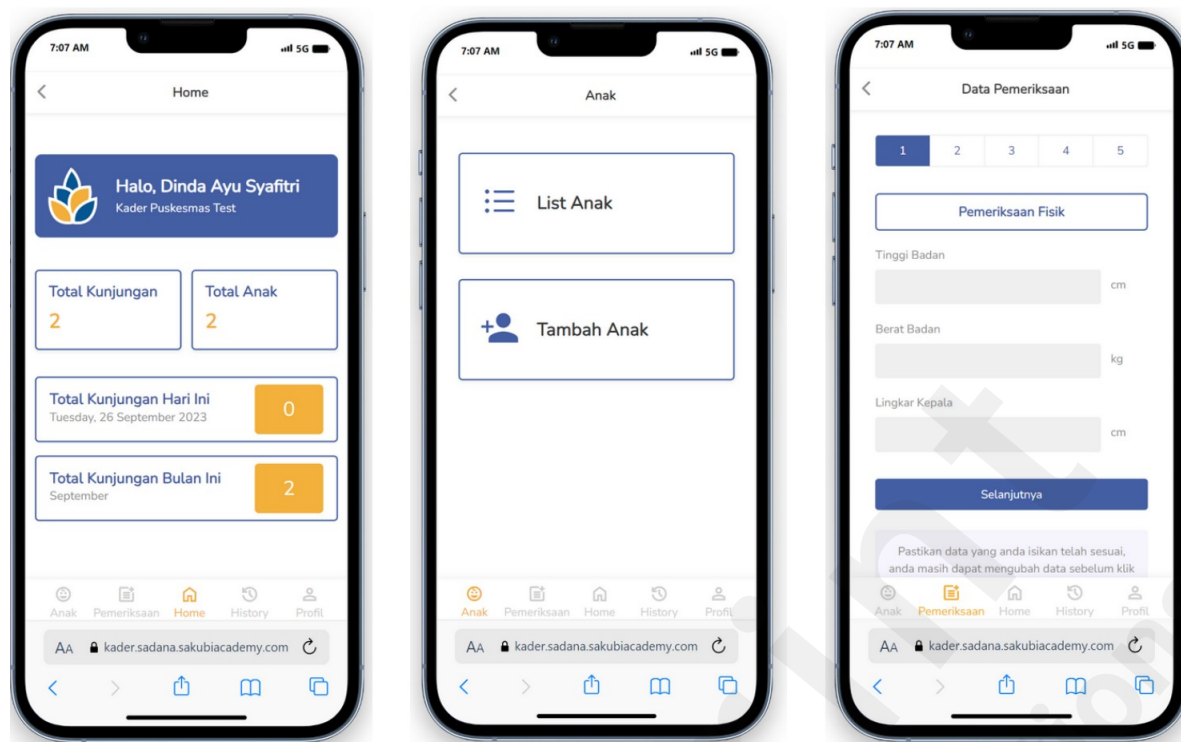 7:07 AM
5G
Home
Halo, Dinda Ayu Syafitri
Kader Puskesmas Test
Total Kunjungan
2
Total Anak
2
Total Kunjungan Hari Ini
Tuesday, 26 September 2023
0
Total Kunjungan Bulan Ini
September
2
Anak Pemeriksaan Home History Profil
AA kader.sadana.sakubiacademy.com
7:07 AM
5G
Anak
List Anak
Tambah Anak
Anak Pemeriksaan Home History Profil
AA kader.sadana.sakubiacademy.com
7:07 AM
5G
Data Pemeriksaan
1 2 3 4 5
Pemeriksaan Fisik
Tinggi Badan
cm
Berat Badan
kg
Lingkar Kepala
cm
Selanjutnya
Pastikan data yang anda isikan telah sesuai,
anda masih dapat mengubah data sebelum klik
Anak Pemeriksaan Home History Profil
AA kader.sadana.sakubiacademy.com